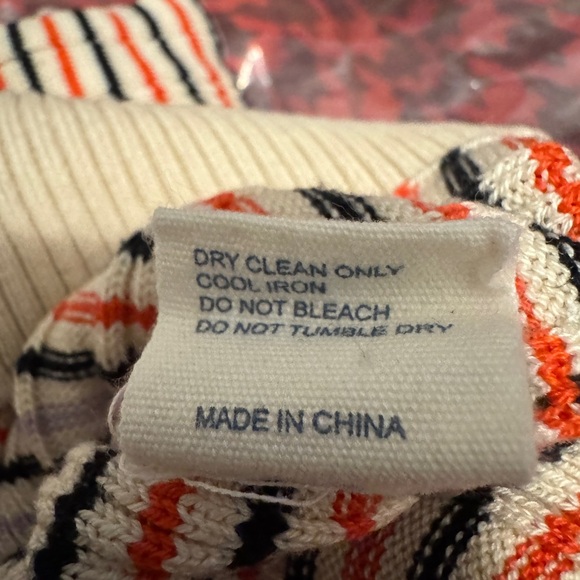 DRY CLEAN ONLY
COOL IRON
DO NOT BLEACH
DO NOT TUMBLE DRY
MADE IN CHINA